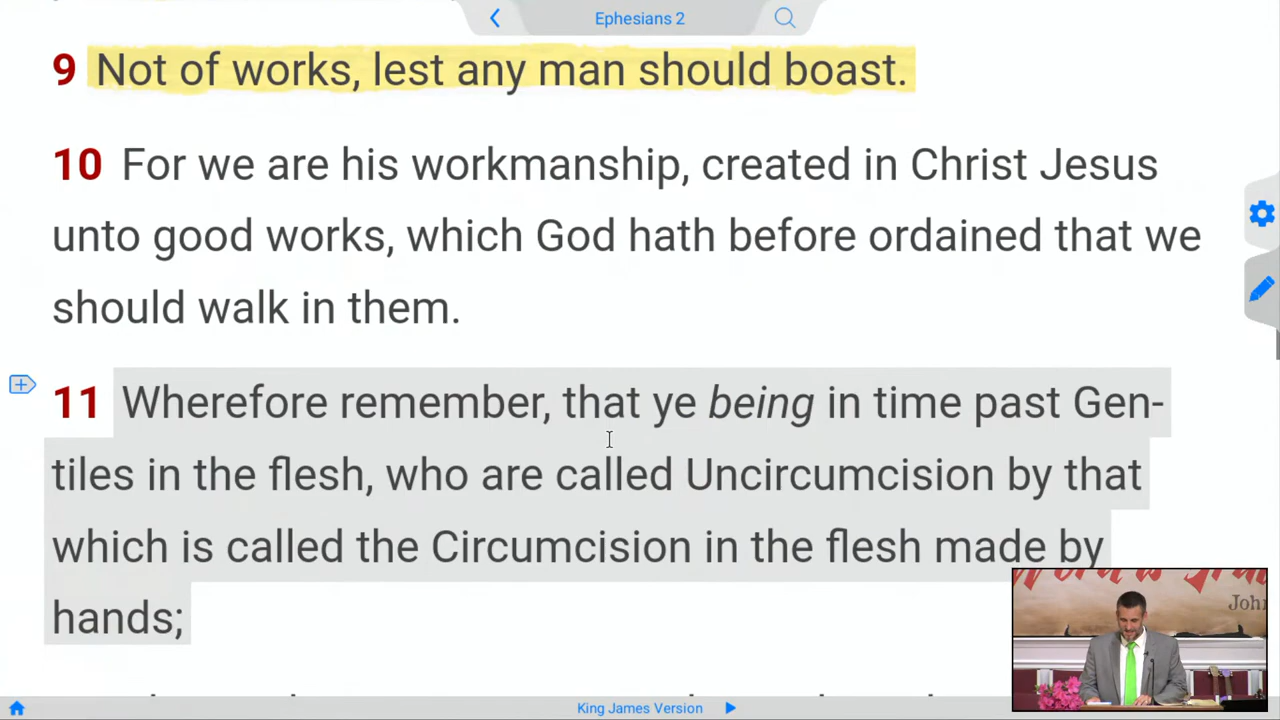 Ephesians 2
9 Not of works, lest any man should boast.
10 For we are his workmanship, created in Christ Jesus
unto good works, which God hath before ordained that we
should walk in them.
11 Wherefore remember, that ye being in time past Gen-
tiles in the flesh, who are called Uncircumcision by that
which is called the Circumcision in the flesh made by
hands;
King James Version